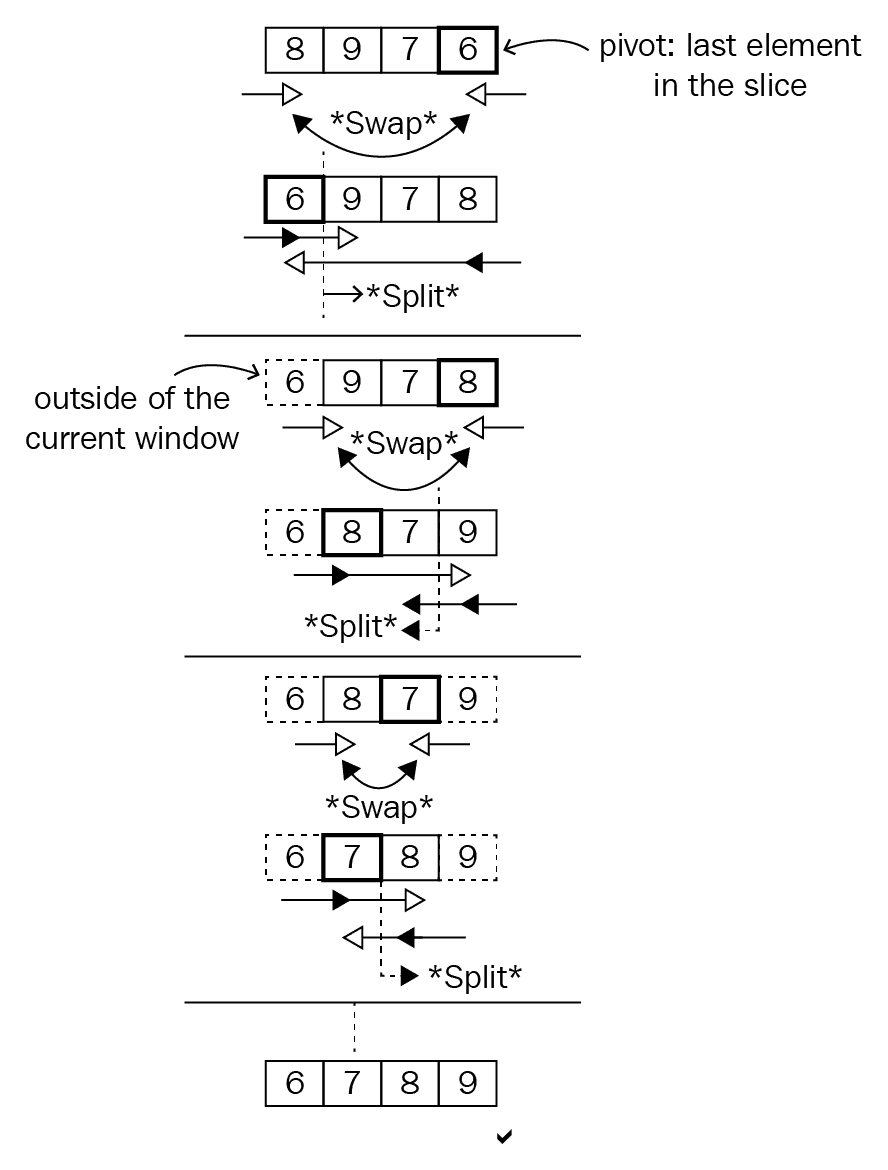 8 9 7 6
pivot: last element
in the slice
*Swap*
6 9 7 8
*Split*
6 9 7 8
outside of the
current window
*Swap*
6 8 7 9
*Split*
6 8 7 9
*Swap*
6 7 8 9
*Split*
6 7 8 9